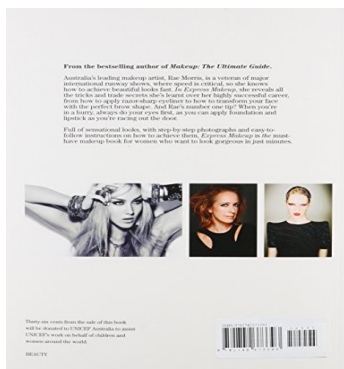 From the bestselling author of Makeup: The Ultimate Guide.
Australia's leading makeup artist, Rae Morris, is a veteran of major
international runway shows, where speed is critical, so she knows
how to achieve beautiful looks fast. In Express Makeup, she reveals all
the tricks and trade secrets she's learnt over her highly successful career,
from how to apply razor-sharp eyeliner to how to transform your face
with the perfect brow shape. And Rae's number one tip? When you're
in a hurry, always do your eyes first, as you can apply foundation and
lipstick as you're racing out the door.
Full of sensational looks, with step-by-step photographs and easy-to-
follow instructions on how to achieve them, Express Makeup is the must-
have makeup book for women who want to look gorgeous in just minutes.
Thirty-six cents from the sale of this book
will be donated to UNICEF Australia to assist
UNICEF's work on behalf of children and
women around the world.
BEAUTY